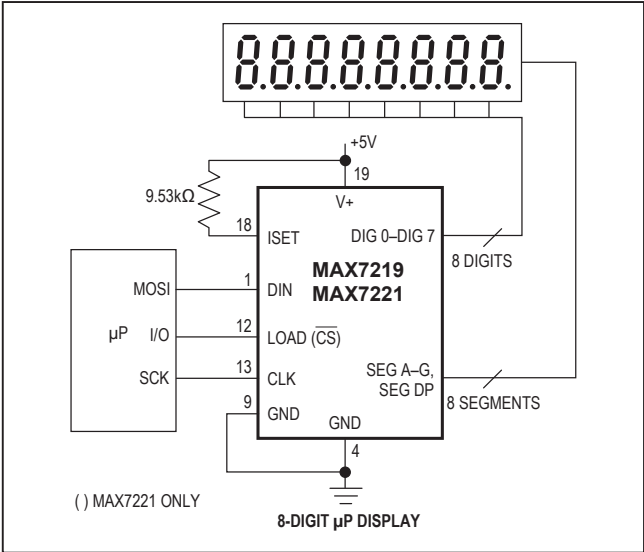 8.8.8.8.8.8.8.8.
+5V
19
9.53kΩ
V+
18
ISET
DIG 0–DIG 7
MAX7219
MAX7221
8 DIGITS
MOSI
1
DIN
µP
I/O
12
LOAD (C̅S̅)
SCK
13
CLK
SEG A–G,
SEG DP
8 SEGMENTS
9
GND
GND
4
( ) MAX7221 ONLY
8-DIGIT µP DISPLAY